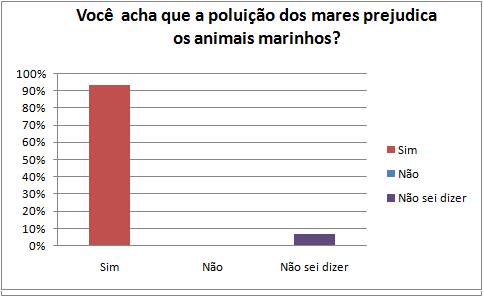 Você acha que a poluição dos mares prejudica
os animais marinhos?
100%
90%
80%
70%
60%
50%
40%
30%
20%
10%
0%
Sim
Não
Não sei dizer
Sim
Não
Não sei dizer